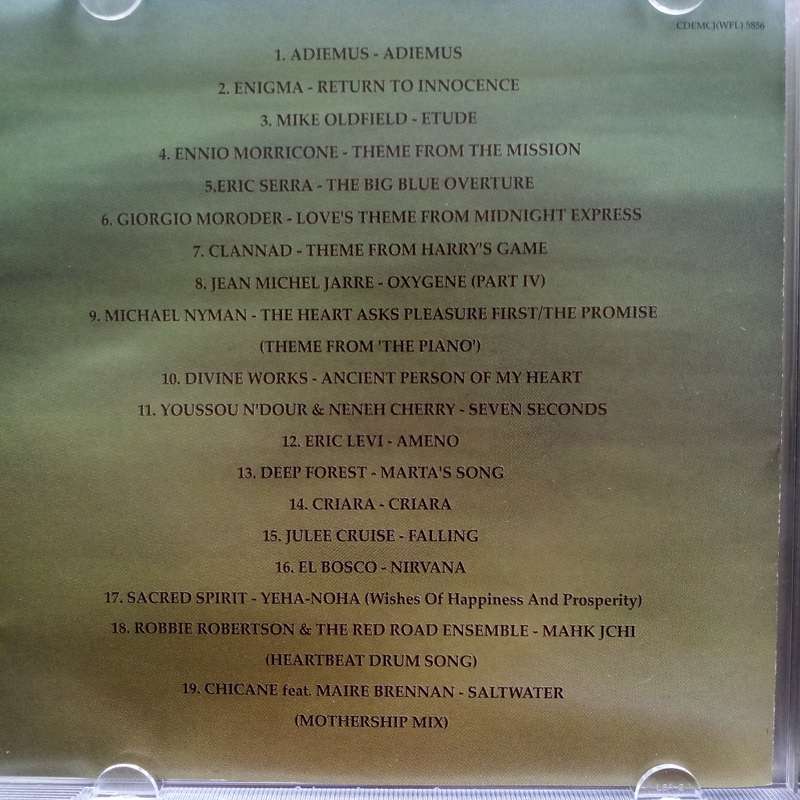 CDEMCJ(WFL) 5856
1. ADIEMUS - ADIEMUS
2. ENIGMA - RETURN TO INNOCENCE
3. MIKE OLDFIELD - ETUDE
4. ENNIO MORRICONE - THEME FROM THE MISSION
5.ERIC SERRA - THE BIG BLUE OVERTURE
6. GIORGIO MORODER - LOVE'S THEME FROM MIDNIGHT EXPRESS
7. CLANNAD - THEME FROM HARRY'S GAME
8. JEAN MICHEL JARRE - OXYGENE (PART IV)
9. MICHAEL NYMAN - THE HEART ASKS PLEASURE FIRST/THE PROMISE
(THEME FROM 'THE PIANO')
10. DIVINE WORKS - ANCIENT PERSON OF MY HEART
11. YOUSSOU N'DOUR & NENEH CHERRY - SEVEN SECONDS
12. ERIC LEVI - AMENO
13. DEEP FOREST - MARTA'S SONG
14. CRIARA - CRIARA
15. JULEE CRUISE - FALLING
16. EL BOSCO - NIRVANA
17. SACRED SPIRIT - YEHA-NOHA (Wishes Of Happiness And Prosperity)
18. ROBBIE ROBERTSON & THE RED ROAD ENSEMBLE - MAHK JCHI
(HEARTBEAT DRUM SONG)
19. CHICANE feat. MAIRE BRENNAN - SALTWATER
(MOTHERSHIP MIX)